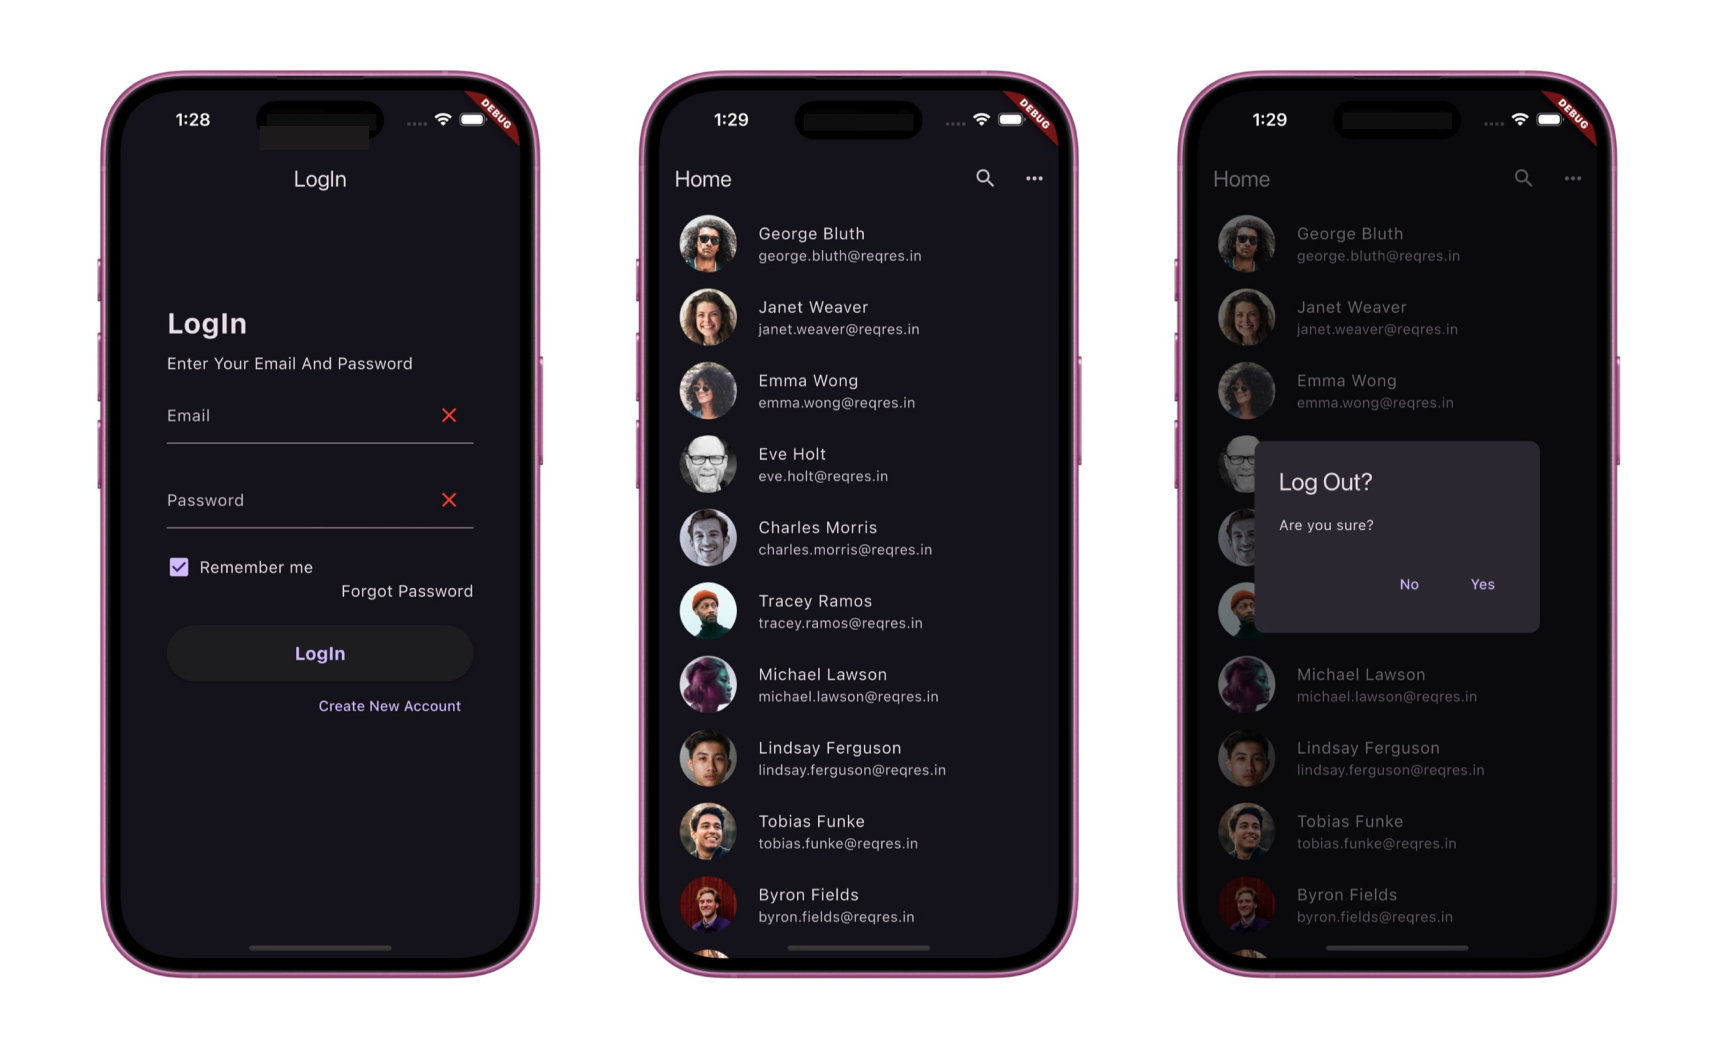 1:28
DEBUG
LogIn
LogIn
Enter Your Email And Password
Email
Password
Remember me
Forgot Password
LogIn
Create New Account
1:29
DEBUG
Home
George Bluth
george.bluth@reqres.in
Janet Weaver
janet.weaver@reqres.in
Emma Wong
emma.wong@reqres.in
Eve Holt
eve.holt@reqres.in
Charles Morris
charles.morris@reqres.in
Tracey Ramos
tracey.ramos@reqres.in
Michael Lawson
michael.lawson@reqres.in
Lindsay Ferguson
lindsay.ferguson@reqres.in
Tobias Funke
tobias.funke@reqres.in
Byron Fields
byron.fields@reqres.in
1:29
DEBUG
Home
George Bluth
george.bluth@reqres.in
Janet Weaver
janet.weaver@reqres.in
Emma Wong
emma.wong@reqres.in
Log Out?
Are you sure?
No Yes
Michael Lawson
michael.lawson@reqres.in
Lindsay Ferguson
lindsay.ferguson@reqres.in
Tobias Funke
tobias.funke@reqres.in
Byron Fields
byron.fields@reqres.in